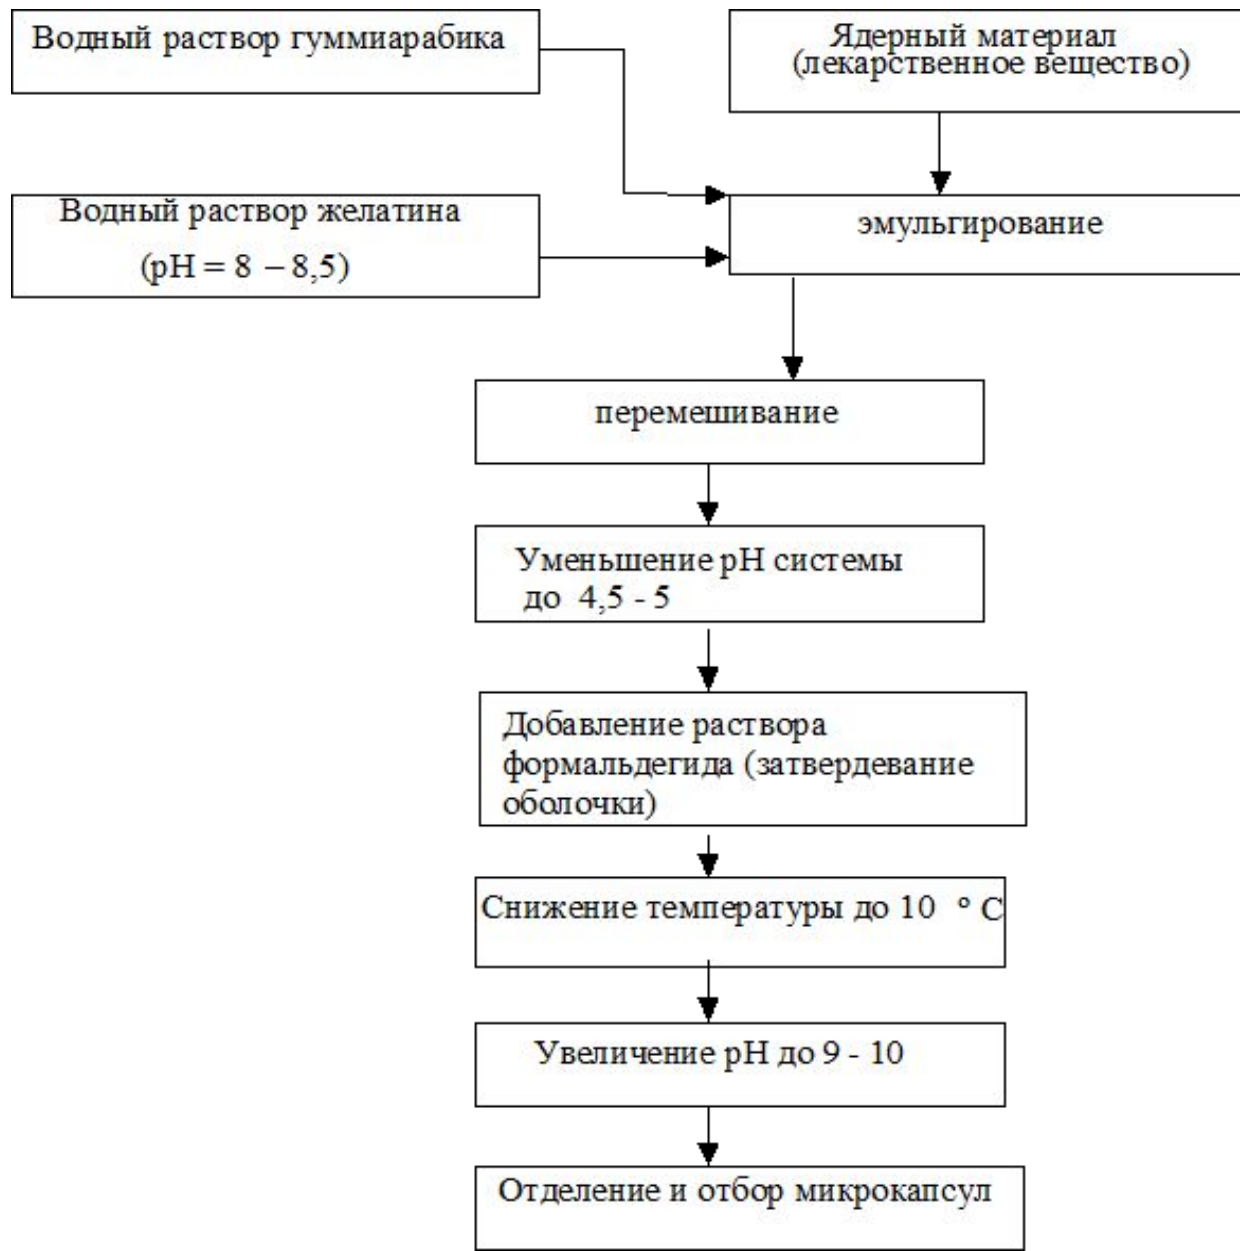 Водный раствор гуммиарабика
Ядерный материал
(лекарственное вещество)
Водный раствор желатина
(pH = 8 – 8,5)
эмульгирование
перемешивание
Уменьшение pH системы
до 4,5 - 5
Добавление раствора
формальдегида (затвердевание
оболочки)
Снижение температуры до 10 ° С
Увеличение pH до 9 - 10
Отделение и отбор микрокапсул